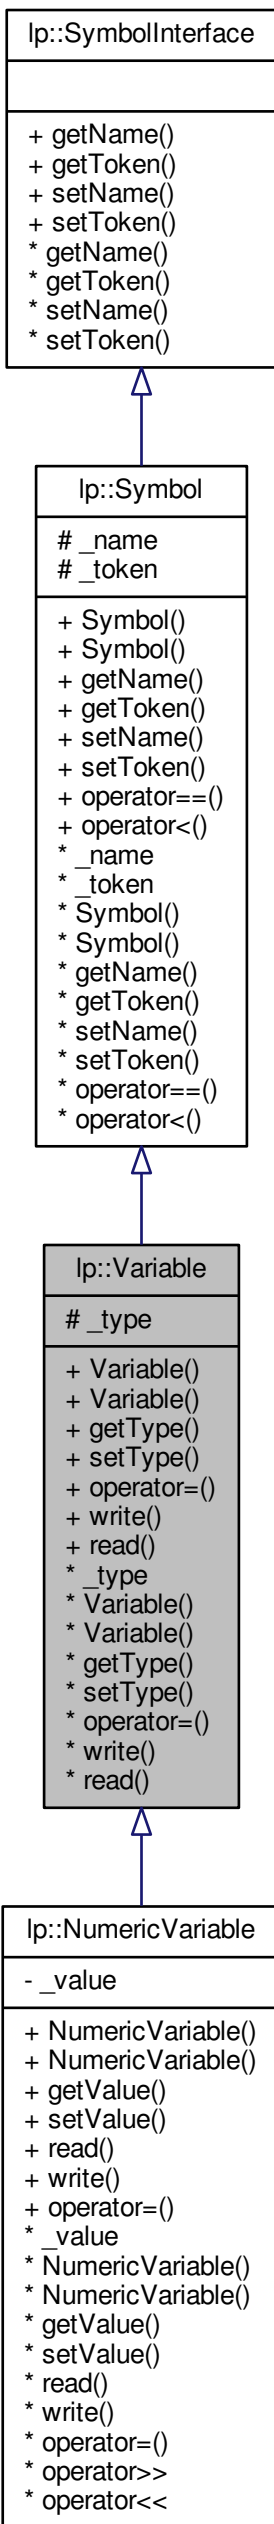 lp::SymbolInterface
+ getName()
+ getToken()
+ setName()
+ setToken()
* getName()
* getToken()
* setName()
* setToken()
lp::Symbol
# _name
# _token
+ Symbol()
+ Symbol()
+ getName()
+ getToken()
+ setName()
+ setToken()
+ operator==()
+ operator<()
* _name
* _token
* Symbol()
* Symbol()
* getName()
* getToken()
* setName()
* setToken()
* operator==()
* operator<()
lp::Variable
# _type
+ Variable()
+ Variable()
+ getType()
+ setType()
+ operator=()
+ write()
+ read()
* _type
* Variable()
* Variable()
* getType()
* setType()
* operator=()
* write()
* read()
lp::NumericVariable
- _value
+ NumericVariable()
+ NumericVariable()
+ getValue()
+ setValue()
+ read()
+ write()
+ operator=()
* _value
* NumericVariable()
* NumericVariable()
* getValue()
* setValue()
* read()
* write()
* operator=()
* operator>>
* operator<<